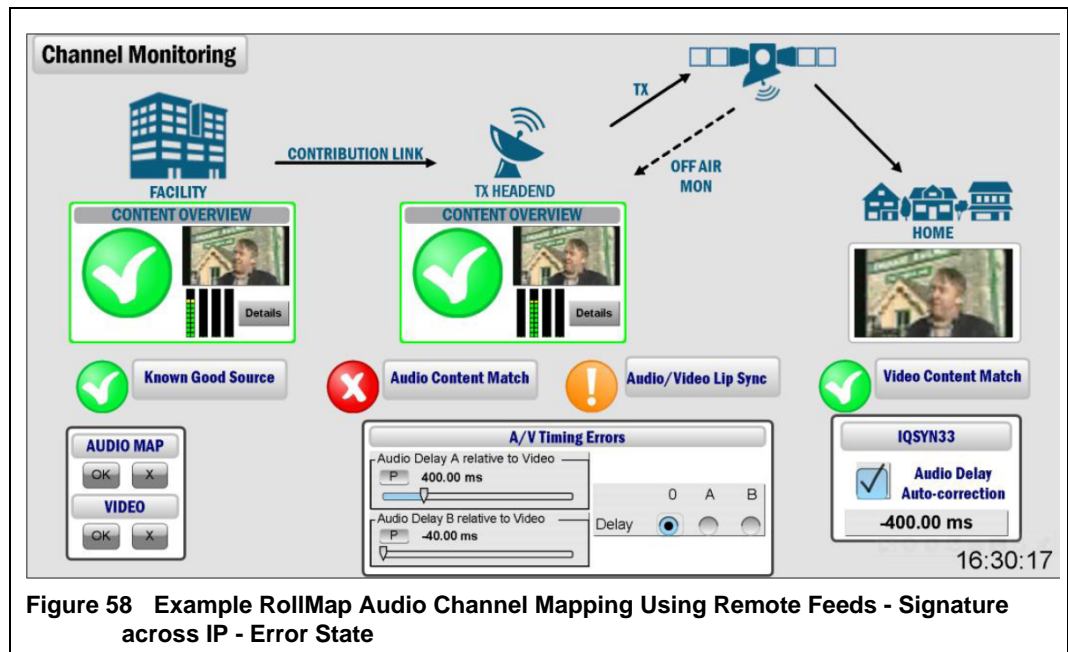 Channel Monitoring
TX
CONTRIBUTION LINK
OFF AIR
MON
FACILITY
TX HEADEND
HOME
CONTENT OVERVIEW
Details
CONTENT OVERVIEW
Details
Known Good Source
Audio Content Match
Audio/Video Lip Sync
Video Content Match
AUDIO MAP
OK X
VIDEO
OK X
A/V Timing Errors
Audio Delay A relative to Video
P 400.00 ms
Audio Delay B relative to Video
P -40.00 ms
0 A B
Delay
IQSYN33
Audio Delay
Auto-correction
-400.00 ms
16:30:17
Figure 58 Example RollMap Audio Channel Mapping Using Remote Feeds - Signature
across IP - Error State